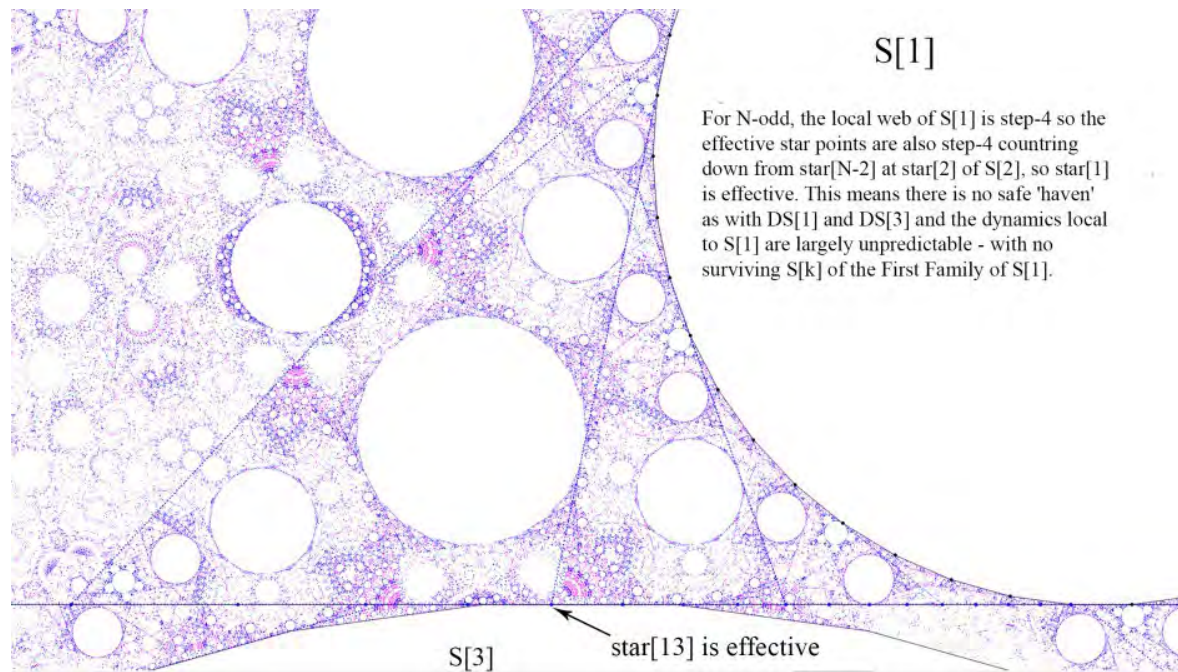 S[1]
For N-odd, the local web of S[1] is step-4 so the
effective star points are also step-4 countring
down from star[N-2] at star[2] of S[2], so star[1]
is effective. This means there is no safe 'haven'
as with DS[1] and DS[3] and the dynamics local
to S[1] are largely unpredictable - with no
surviving S[k] of the First Family of S[1].
star[13] is effective
S[3]